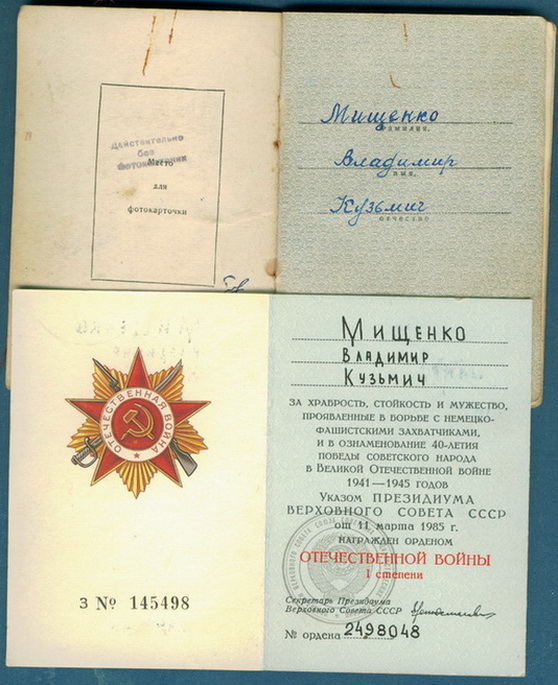 Действительно
без
фотокарточки
Место
для
фотокарточки
Мищенко
фамилия,
Владимир
имя,
Кузьмич
отчество
ОТЕЧЕСТВЕННАЯ ВОЙНА
З № 145498
Мищенко
Владимир
Кузьмич
ЗА ХРАБРОСТЬ, СТОЙКОСТЬ И МУЖЕСТВО,
ПРОЯВЛЕННЫЕ В БОРЬБЕ С НЕМЕЦКО-
ФАШИСТСКИМИ ЗАХВАТЧИКАМИ,
И В ОЗНАМЕНОВАНИЕ 40-ЛЕТИЯ
ПОБЕДЫ СОВЕТСКОГО НАРОДА
В ВЕЛИКОЙ ОТЕЧЕСТВЕННОЙ ВОЙНЕ
1941—1945 ГОДОВ
Указом ПРЕЗИДИУМА
ВЕРХОВНОГО СОВЕТА СССР
от 11 марта 1985 г.
НАГРАЖДЕН ОРДЕНОМ
ОТЕЧЕСТВЕННОЙ ВОЙНЫ
I степени
Секретарь Президиума
Верховного Совета СССР
№ ордена 2498048